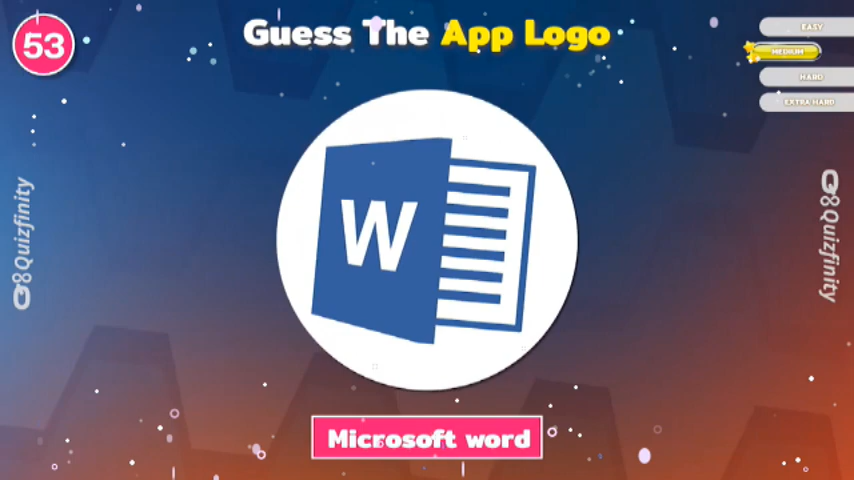 53
Guess The App Logo
EASY
MEDIUM
HARD
EXTRA HARD
Quizfinity
W
Quizfinity
Microsoft word